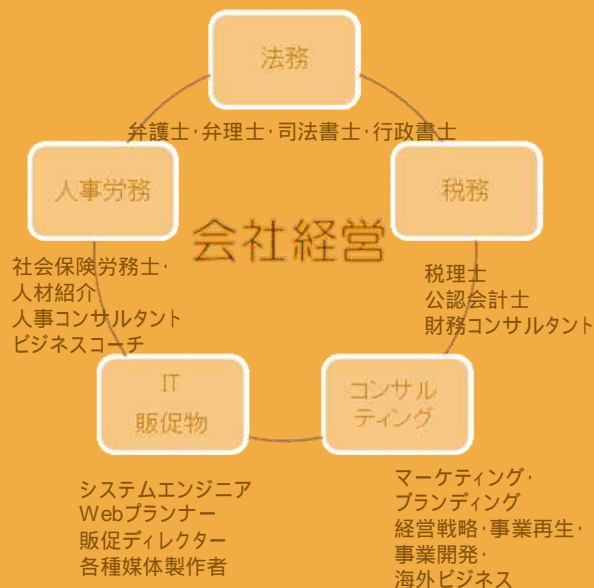 法務
弁護士・弁理士・司法書士・行政書士
人事労務
税務
会社経営
社会保険労務士・
人材紹介
人事コンサルタント
ビジネスコーチ
税理士
公認会計士
財務コンサルタント
IT
販促物
コンサル
ティング
システムエンジニア
Webプランナー
販促ディレクター
各種媒体製作者
マーケティング・
ブランディング
経営戦略・事業再生・
事業開発・
海外ビジネス